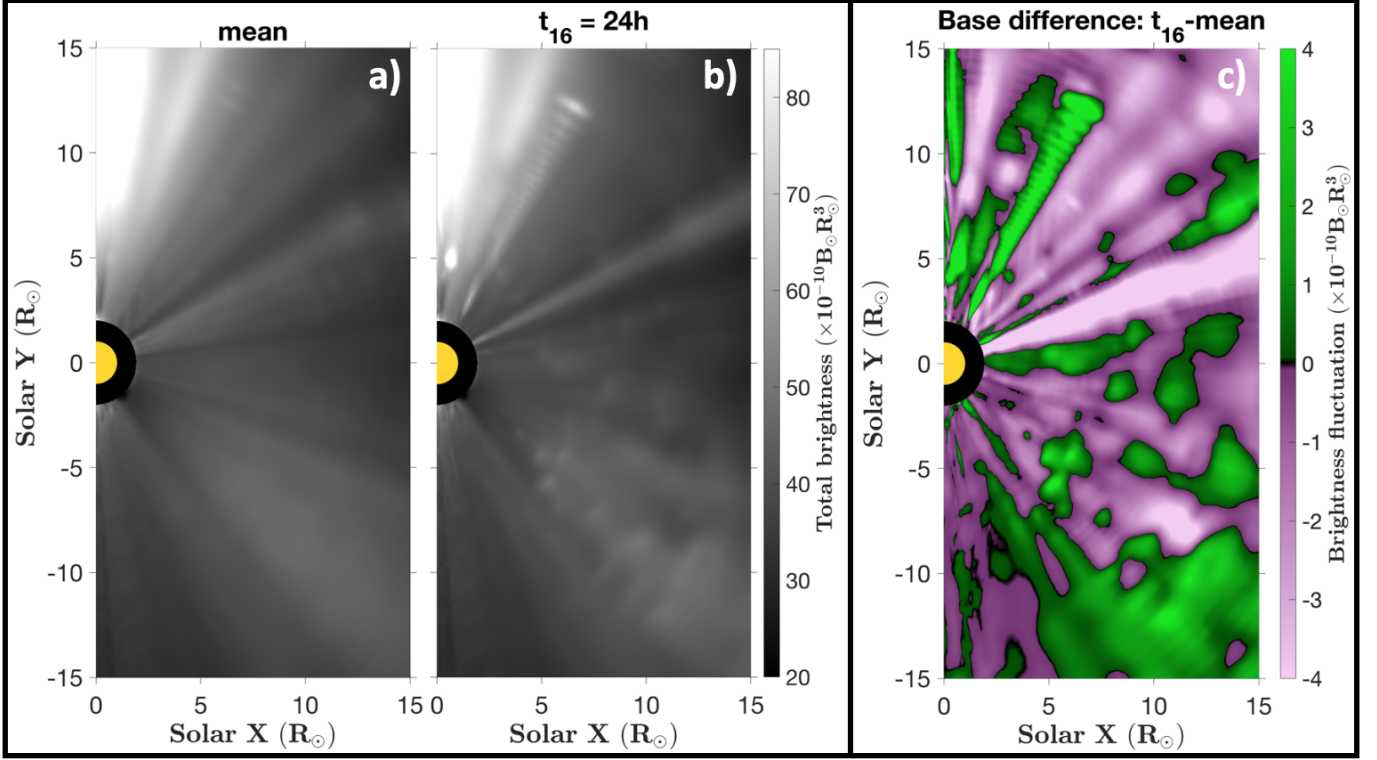 mean
t₁₆ = 24h
Base difference: t₁₆-mean
a)
b)
c)
15
10
5
0
-5
-10
-15
Solar Y (R☉)
0 5 10 15
Solar X (R☉)
0 5 10 15
Solar X (R☉)
80
70
60
50
40
30
20
Total brightness (×10⁻¹⁰B☉R³☉)
15
10
5
0
-5
-10
-15
Solar Y (R☉)
0 5 10 15
Solar X (R☉)
4
3
2
1
0
-1
-2
-3
-4
Brightness fluctuation (×10⁻¹⁰B☉R³☉)